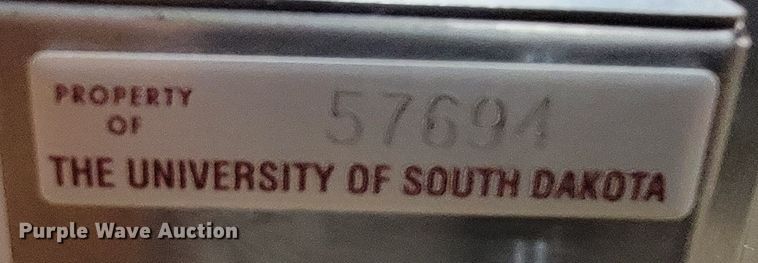 PROPERTY
OF
57694
THE UNIVERSITY OF SOUTH DAKOTA
Purple Wave Auction